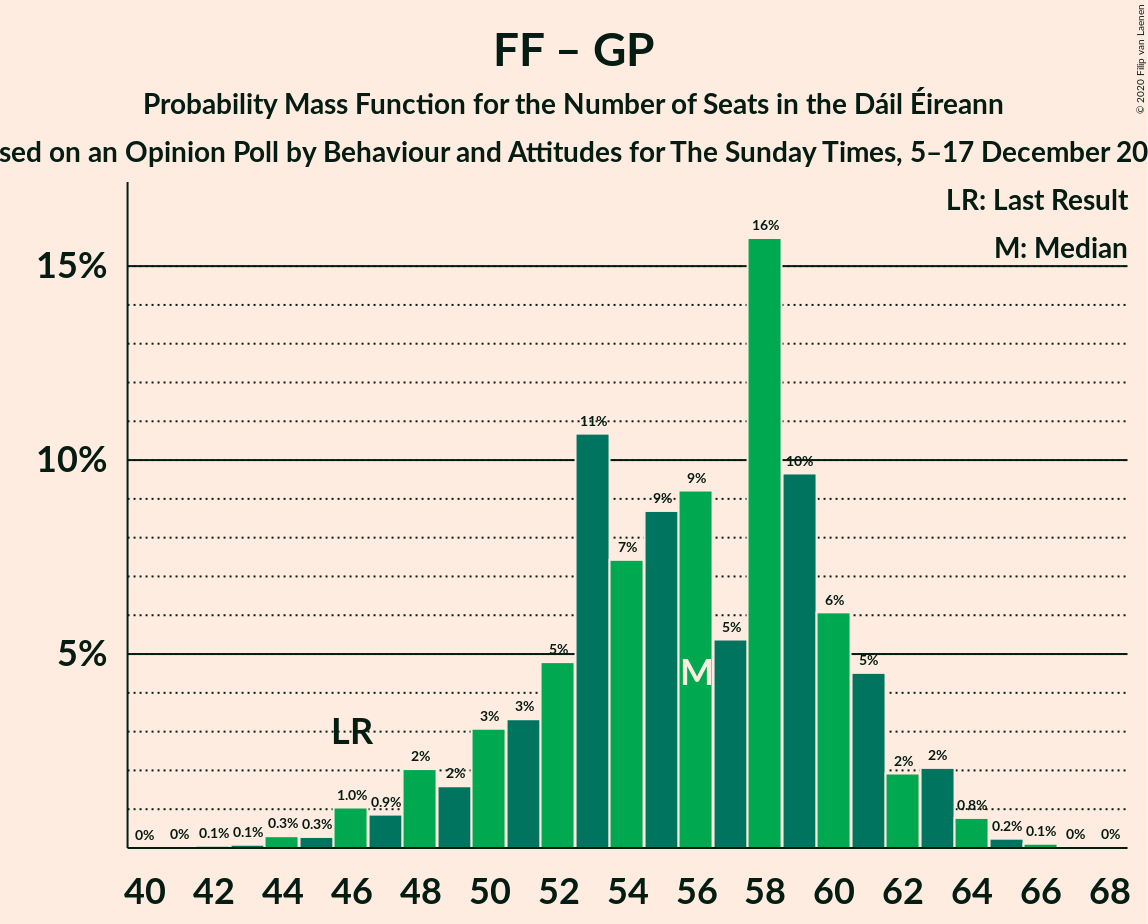 FF – GP
Probability Mass Function for the Number of Seats in the Dáil Éireann
sed on an Opinion Poll by Behaviour and Attitudes for The Sunday Times, 5–17 December 20
© 2020 Filip van Laenen
LR: Last Result
M: Median
15%
10%
5%
0% 0% 0.1% 0.1% 0.3% 0.3% 1.0% 0.9% 2% 2% 3% 3% 5% 11% 7% 9% 9% 5% 16% 10% 6% 5% 2% 2% 0.8% 0.2% 0.1% 0% 0%
LR
M
40 42 44 46 48 50 52 54 56 58 60 62 64 66 68